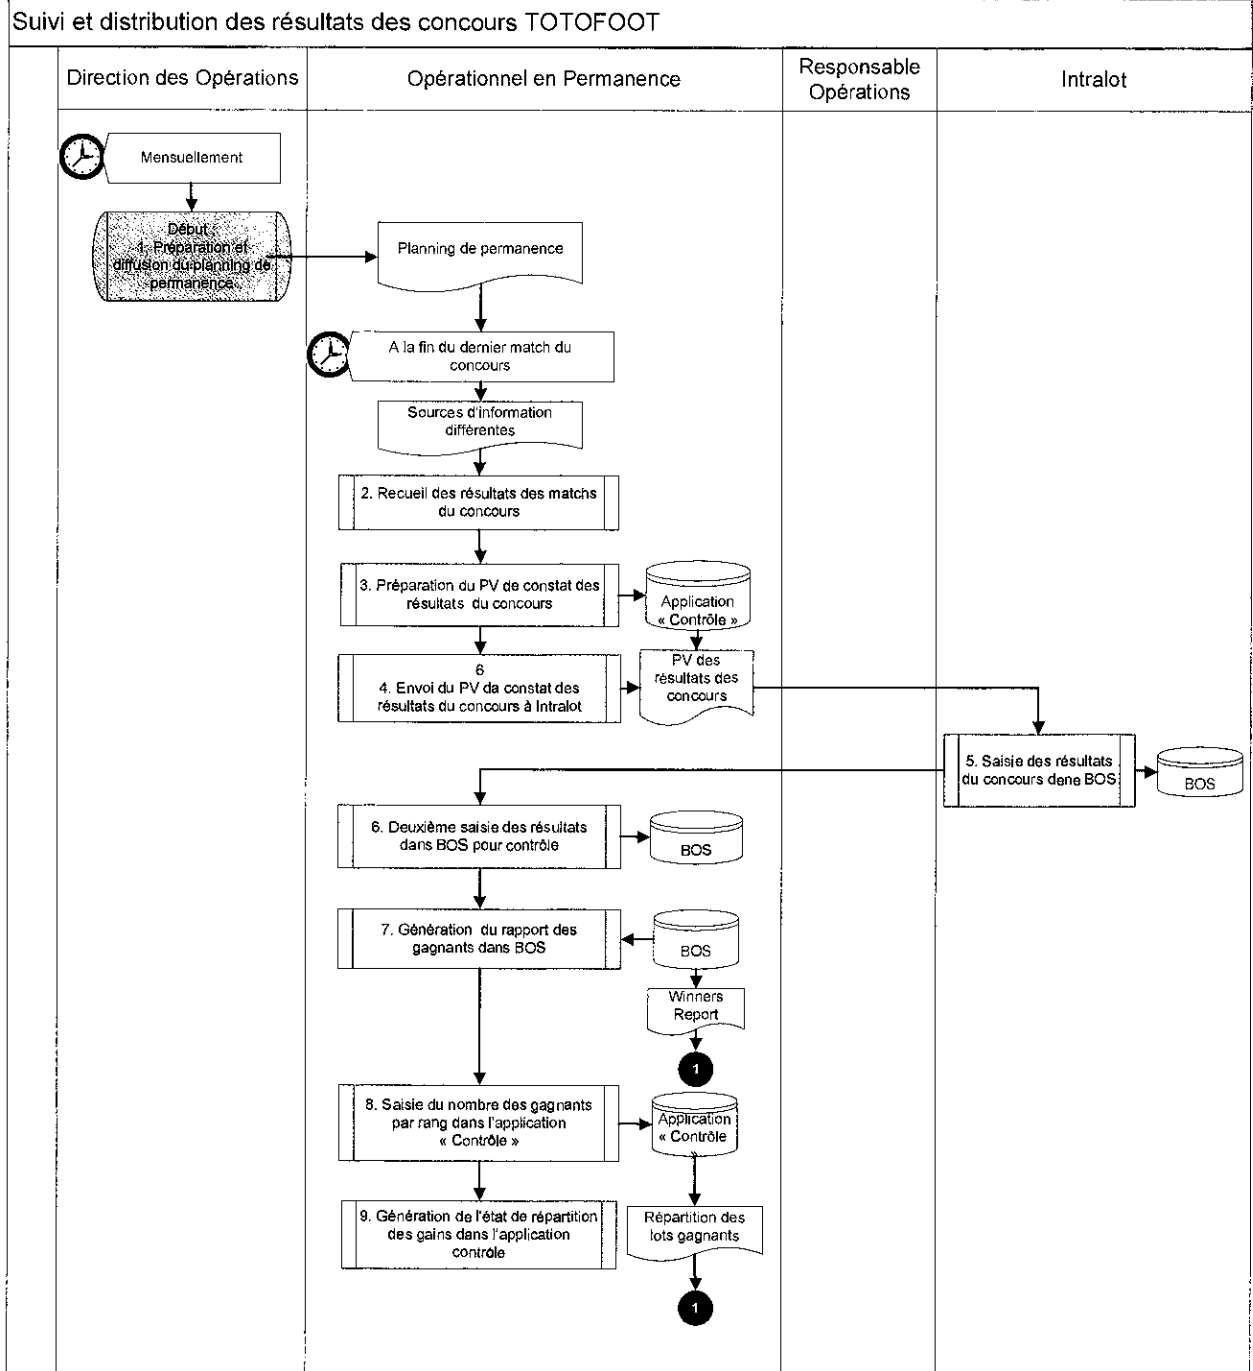 Suivi et distribution des résultats des concours TOTOFOOT
Direction des Opérations
Opérationnel en Permanence
Responsable
Opérations
Intralot
Mensuellement
Début :
1. Préparation et
diffusion du planning de
permanence
Planning de permanence
A la fin du dernier match du
concours
Sources d'information
différentes
2. Recueil des résultats des matchs
du concours
3. Préparation du PV de constat des
résultats du concours
Application
« Contrôle »
6
4. Envoi du PV da constat des
résultats du concours à Intralot
PV des
résultats des
concours
5. Saisie des résultats
du concours dene BOS
BOS
6. Deuxième saisie des résultats
dans BOS pour contrôle
BOS
7. Génération du rapport des
gagnants dans BOS
BOS
Winners
Report
1
8. Saisie du nombre des gagnants
par rang dans l'application
« Contrôle »
Application
« Contrôle
»
9. Génération de l'état de répartition
des gains dans l'application
contrôle
Répartition des
lots gagnants
1